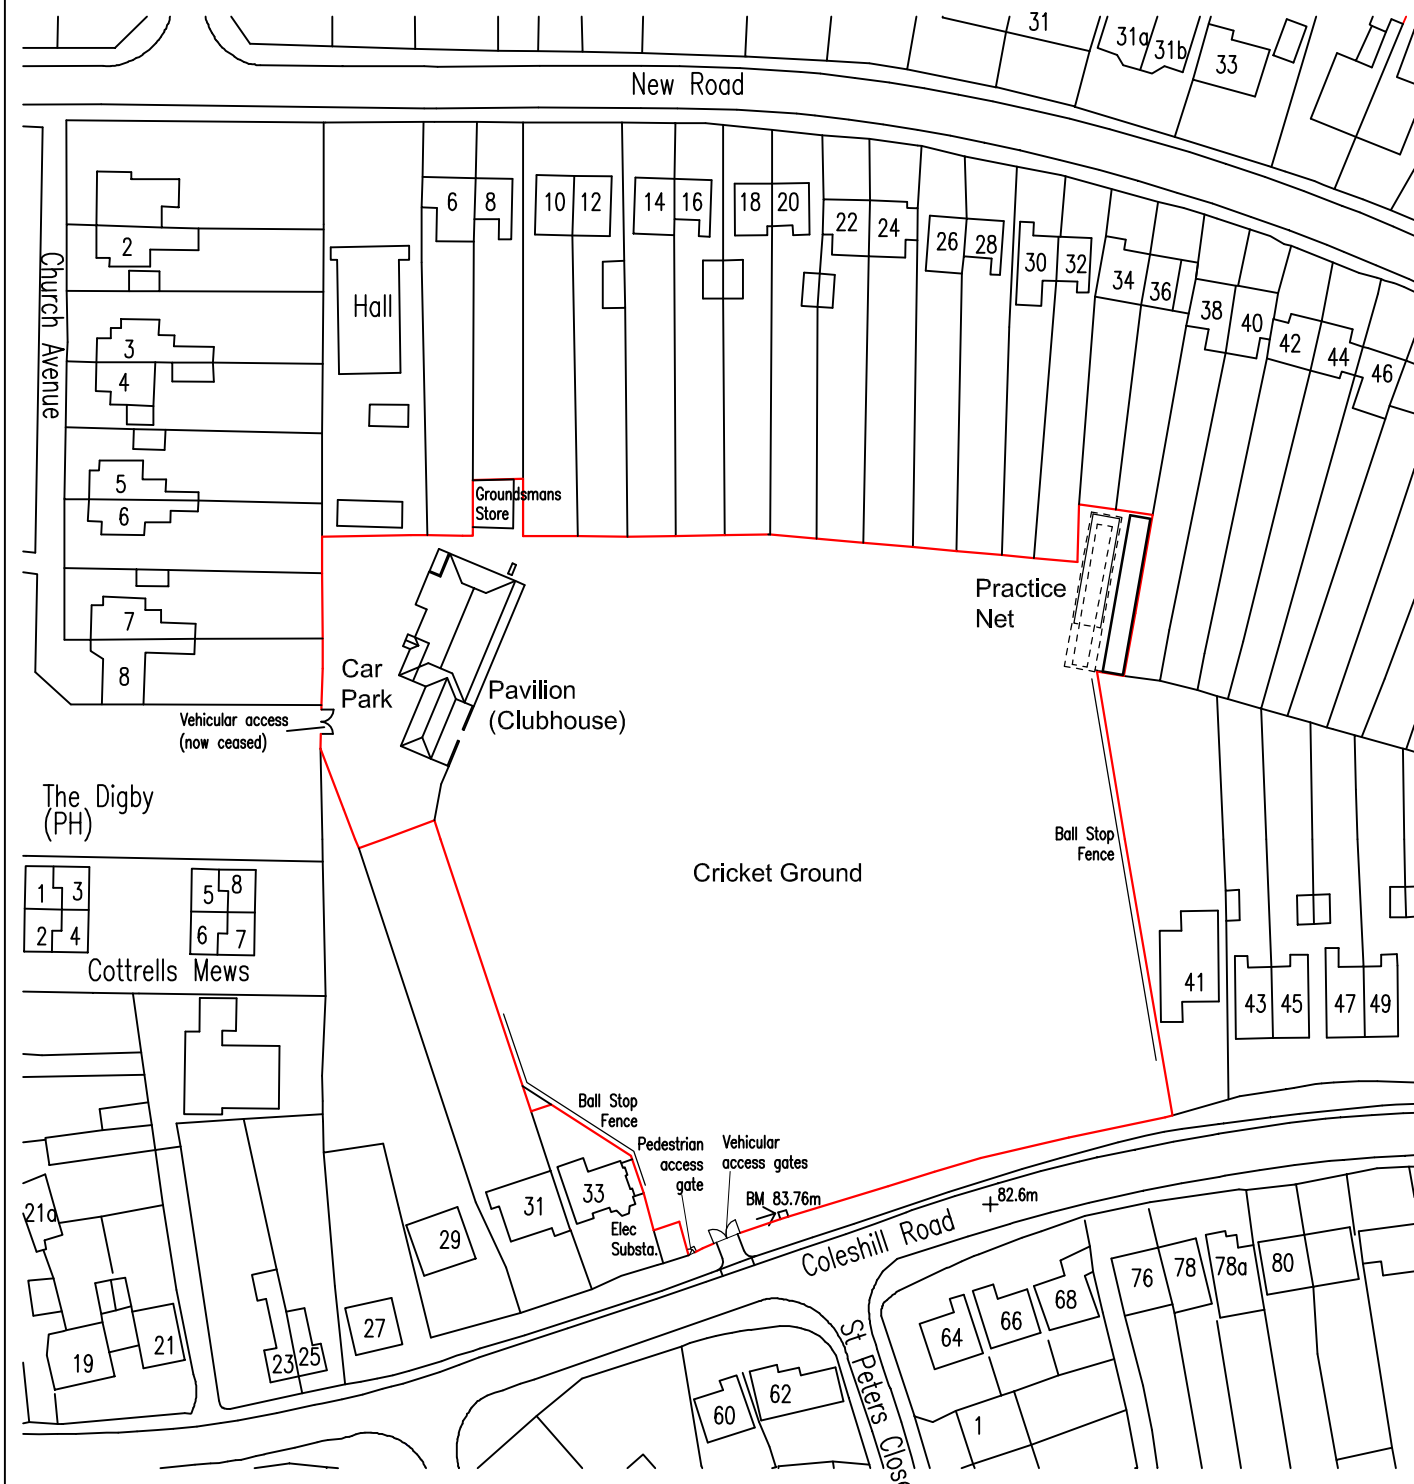 31
31a
31b
33
New Road
2
3
4
5
6
7
8
Church Avenue
Hall
6
8
10
12
14
16
18
20
22
24
26
28
30
32
34
36
38
40
42
44
46
Groundsmans
Store
Practice
Net
Car
Park
Pavilion
(Clubhouse)
Vehicular access
(now ceased)
The Digby
(PH)
Ball Stop
Fence
Cricket Ground
1
3
2
4
5
8
6
7
Cottrells Mews
41
43
45
47
49
Ball Stop
Fence
Pedestrian
access
gate
Vehicular
access gates
BM 83.76m
82.6m
Elec
Substa.
Coleshill Road
21a
19
21
23
25
27
29
31
33
60
62
64
66
68
76
78
78a
80
1
St Peters Close